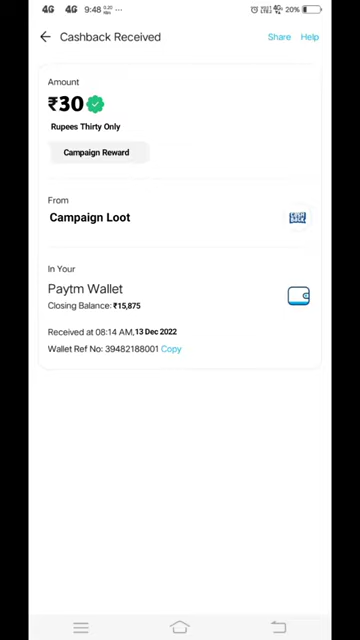 4G 4G 9:48 ... 4G 20%
Cashback Received Share Help
Amount
₹30
Rupees Thirty Only
Campaign Reward
From
Campaign Loot
In Your
Paytm Wallet
Closing Balance: ₹15,875
Received at 08:14 AM,13 Dec 2022
Wallet Ref No: 39482188001 Copy